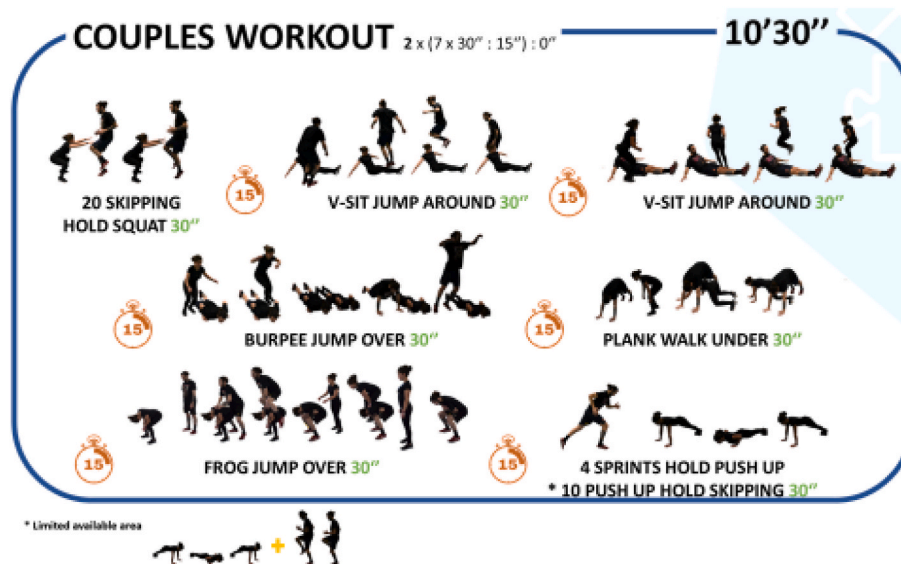 COUPLES WORKOUT 2 x (7 x 30’’ : 15’’) : 0’’
10’30’’
20 SKIPPING
HOLD SQUAT 30’’
15
V-SIT JUMP AROUND 30’’
15
V-SIT JUMP AROUND 30’’
15
BURPEE JUMP OVER 30’’
15
PLANK WALK UNDER 30’’
15
FROG JUMP OVER 30’’
15
4 SPRINTS HOLD PUSH UP
* 10 PUSH UP HOLD SKIPPING 30’’
* Limited available area